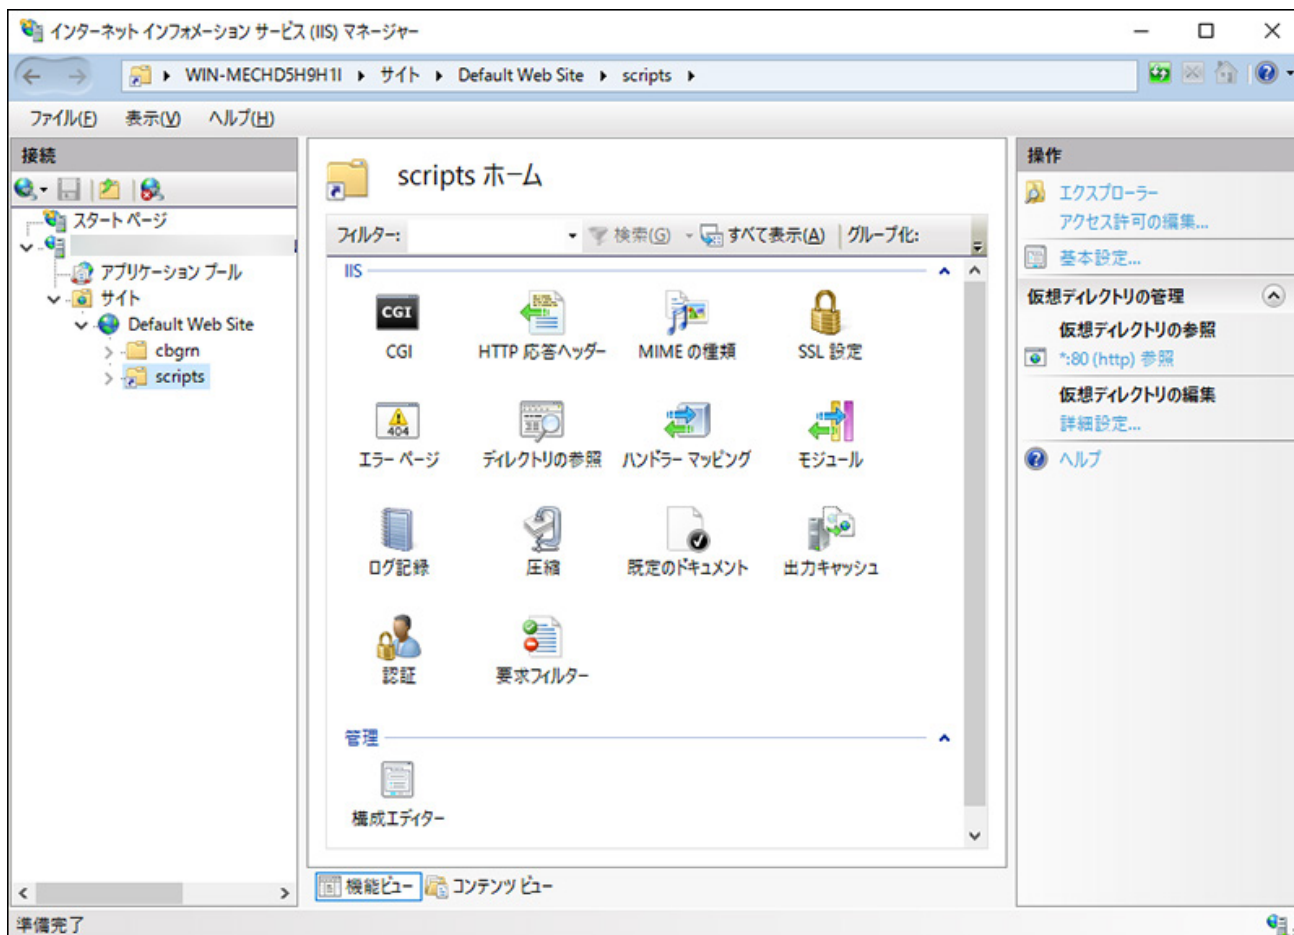 インターネット インフォメーション サービス (IIS) マネージャー
WIN-MECHD5H9H1I ▸ サイト ▸ Default Web Site ▸ scripts ▸
ファイル(F) 表示(V) ヘルプ(H)
接続
スタート ページ
アプリケーション プール
サイト
Default Web Site
cbgrn
scripts
scripts ホーム
フィルター: 検索(G) すべて表示(A) グループ化:
IIS
CGI
CGI HTTP 応答ヘッダー MIME の種類 SSL 設定
404
エラー ページ ディレクトリの参照 ハンドラー マッピング モジュール
ログ記録 圧縮 既定のドキュメント 出力キャッシュ
認証 要求フィルター
管理
構成エディター
機能ビュー コンテンツ ビュー
操作
エクスプローラー
アクセス許可の編集...
基本設定...
仮想ディレクトリの管理
仮想ディレクトリの参照
*:80 (http) 参照
仮想ディレクトリの編集
詳細設定...
ヘルプ
準備完了